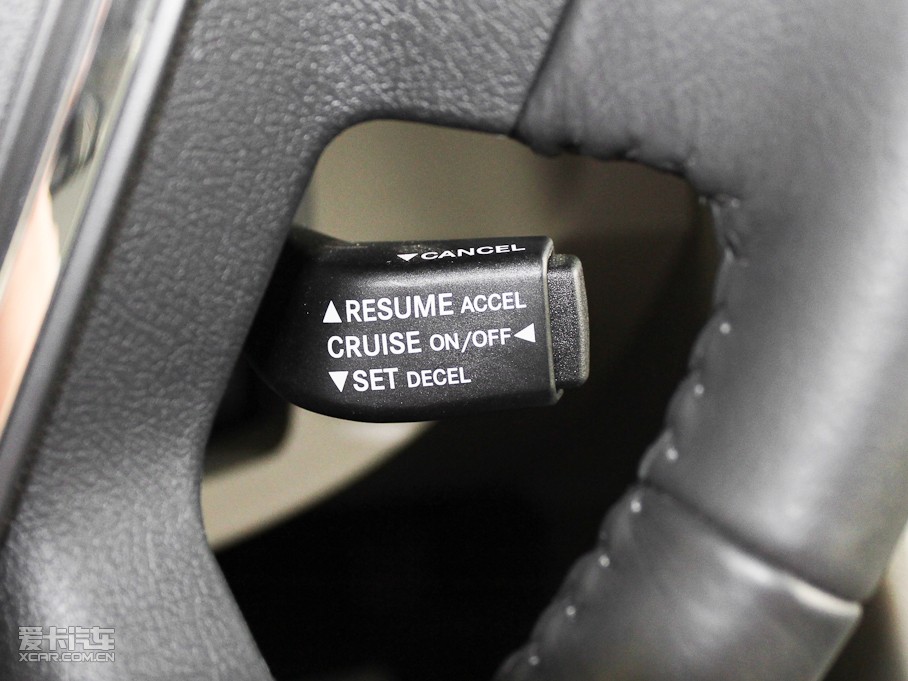 ▼CANCEL
▲RESUME ACCEL
CRUISE ON/OFF◀
▼SET DECEL
爱卡汽车
XCAR.COM.CN